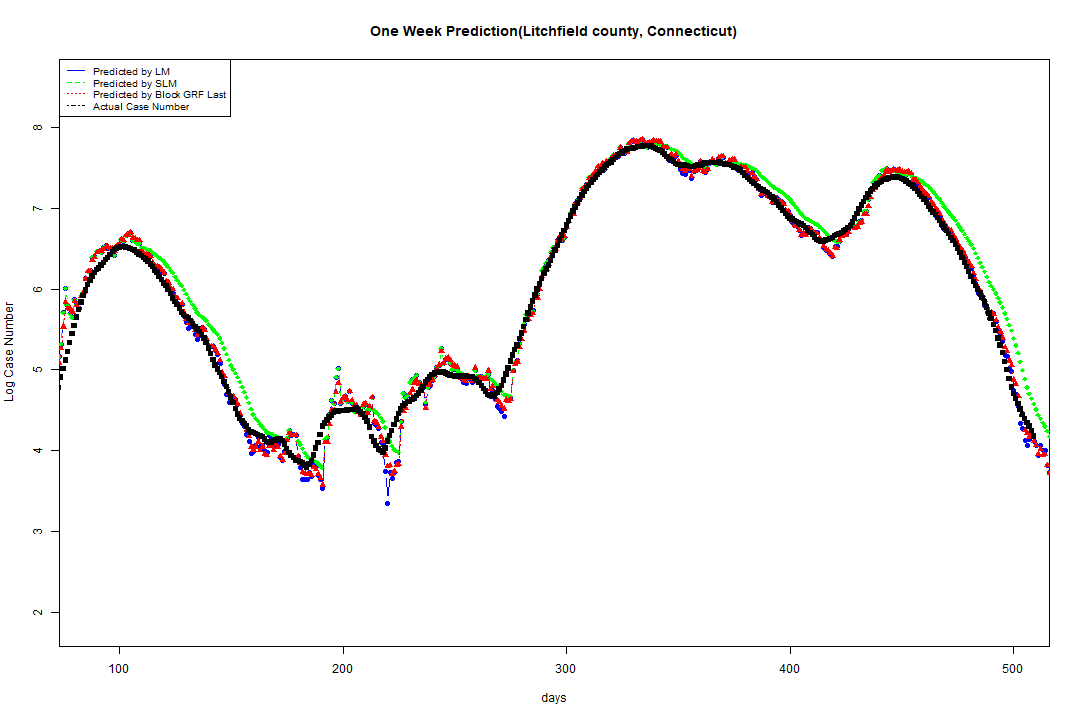 One Week Prediction(Litchfield county, Connecticut)
Predicted by LM
Predicted by SLM
Predicted by Block GRF Last
Actual Case Number
8
7
6
5
4
3
2
Log Case Number
100 200 300 400 500
days